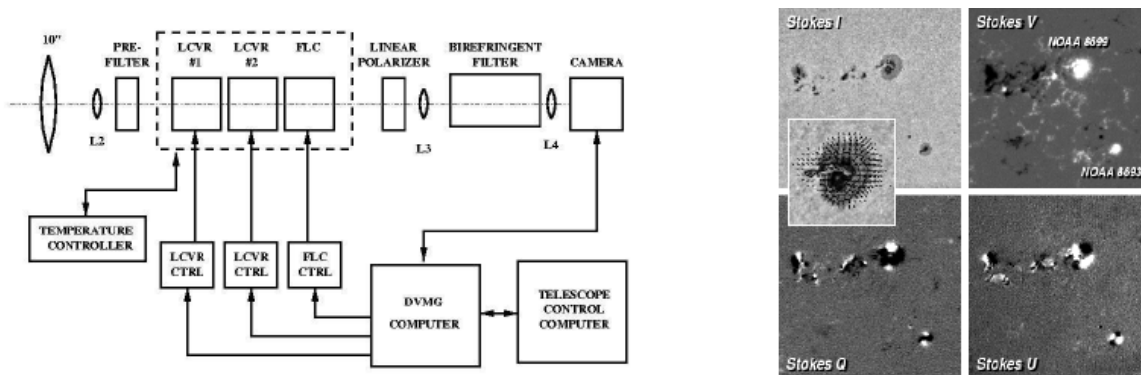 10"
PRE-
FILTER
LCVR
#1
LCVR
#2
FLC
LINEAR
POLARIZER
BIREFRINGENT
FILTER
CAMERA
L2
L3
L4
TEMPERATURE
CONTROLLER
LCVR
CTRL
LCVR
CTRL
FLC
CTRL
DVMG
COMPUTER
TELESCOPE
CONTROL
COMPUTER
Stokes I
Stokes V
NOAA 8699
NOAA 8693
Stokes Q
Stokes U